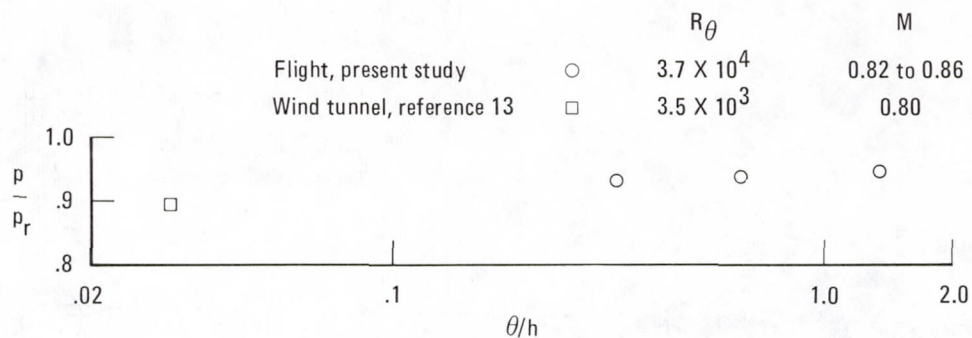 R_θ M
Flight, present study ○ 3.7 X 10^4 0.82 to 0.86
Wind tunnel, reference 13 □ 3.5 X 10^3 0.80
1.0
p/p_r
.9
.8
.02 .1 1.0 2.0
θ/h